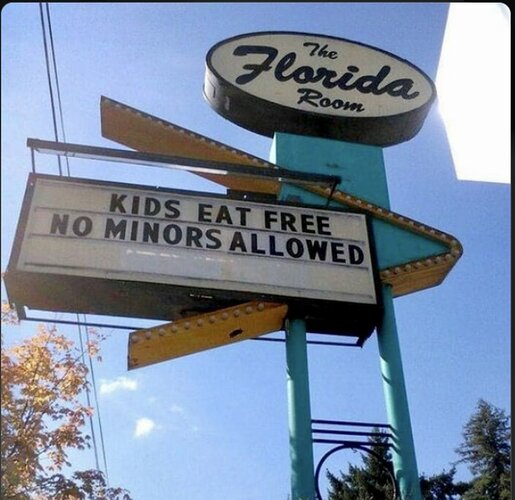 The
Florida
Room
KIDS EAT FREE
NO MINORS ALLOWED